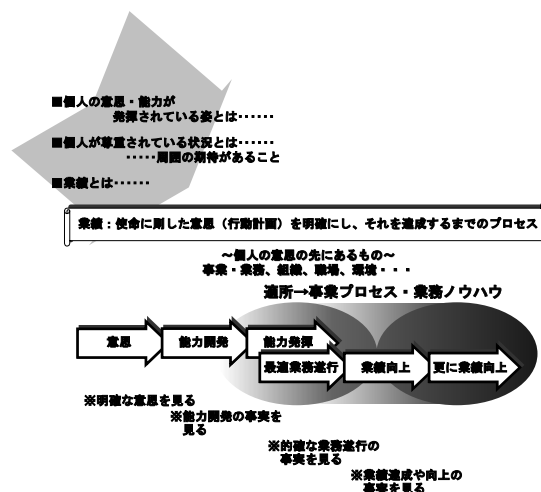 ■個人の意思・能力が
発揮されている姿とは‥‥‥
■個人が尊重されている状況とは‥‥‥
‥‥‥周囲の期待があること
■業績とは‥‥‥
業績：使命に則した意思（行動計画）を明確にし、それを達成するまでのプロセス
～個人の意思の先にあるもの～
事業・業務、組織、職場、環境・・・
適所→事業プロセス・業務ノウハウ
意思 能力開発 能力発揮
最適業務遂行 業績向上 更に業績向上
※明確な意思を見る
※能力開発の事実を
見る
※的確な業務遂行の
事実を見る
※業績達成や向上の
事実を見る